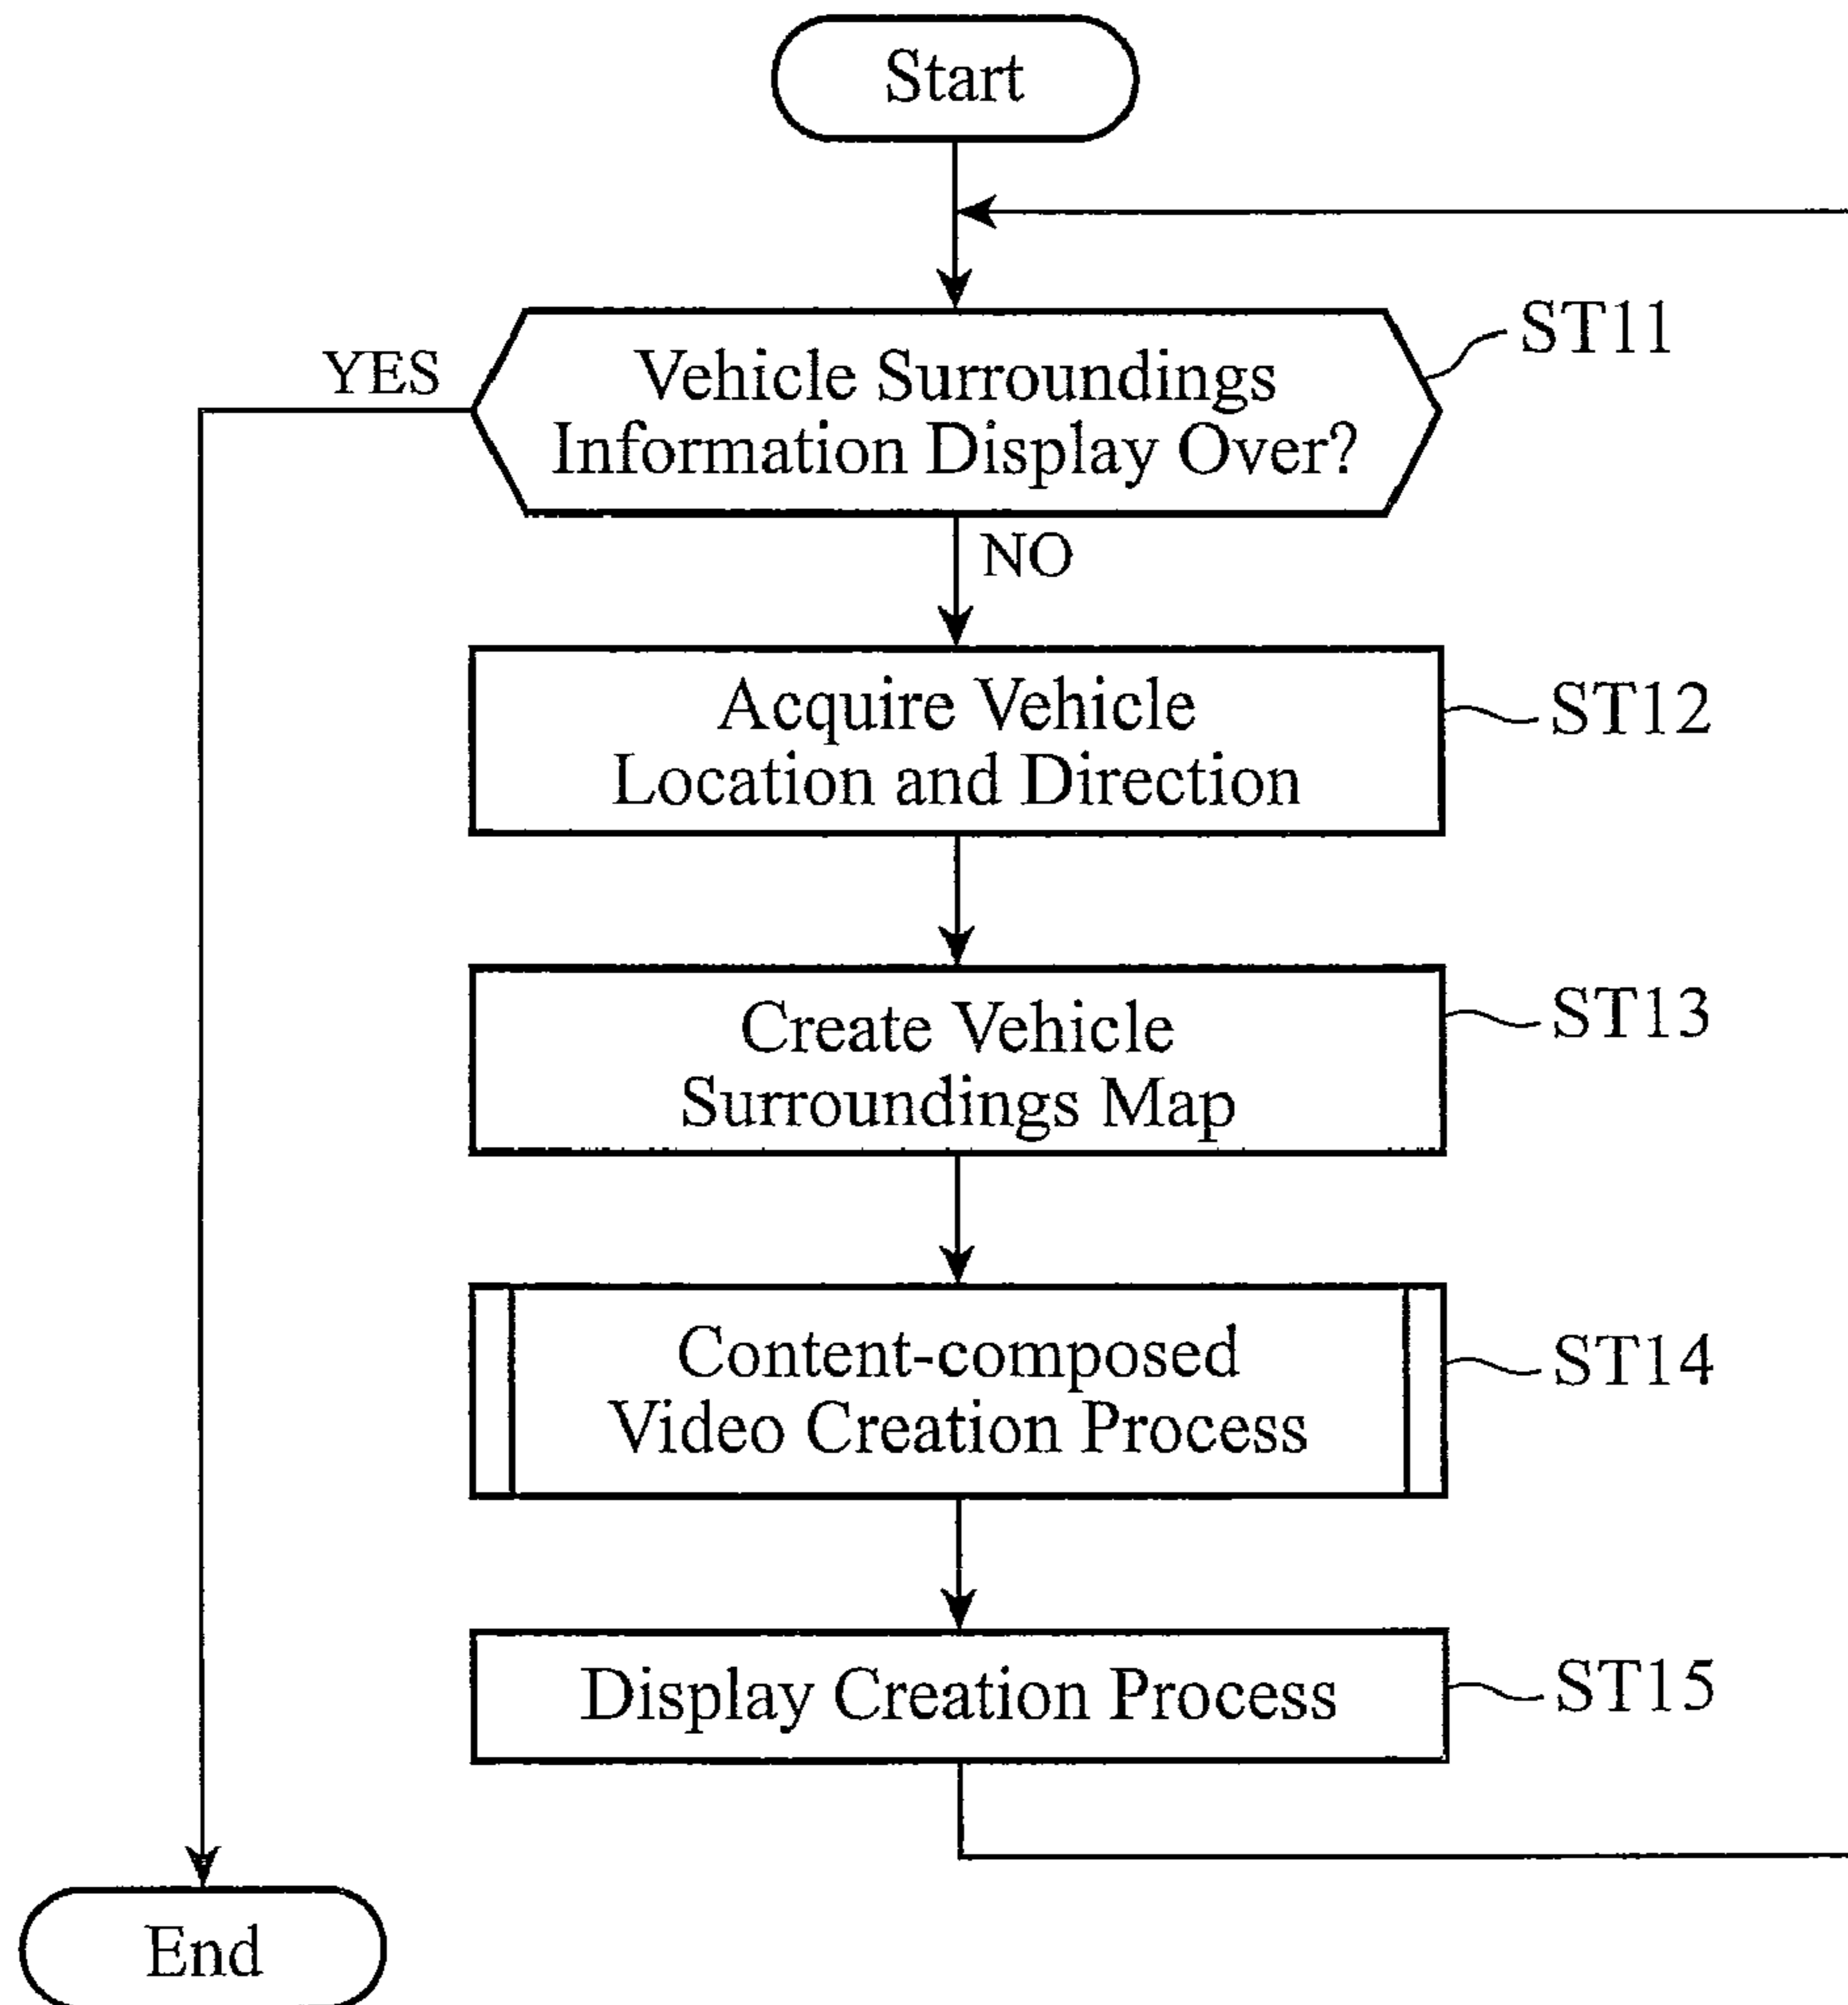 Start
ST11
YES
Vehicle Surroundings
Information Display Over?
NO
Acquire Vehicle
Location and Direction
ST12
Create Vehicle
Surroundings Map
ST13
Content-composed
Video Creation Process
ST14
Display Creation Process
ST15
End